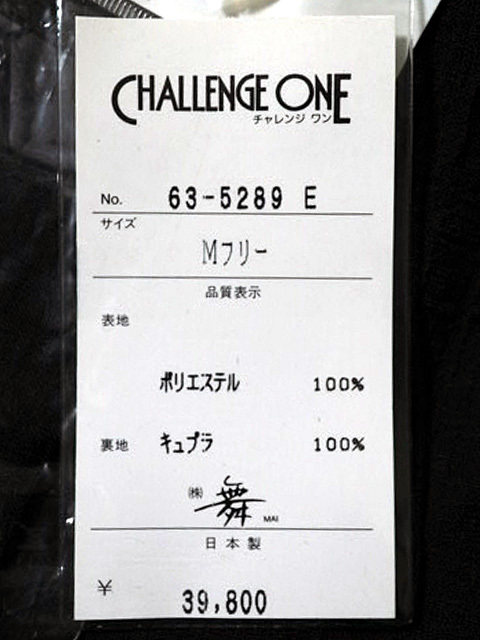 CHALLENGE ONE
チャレンジ ワン
No. 63-5289 E
サイズ
Mフリー
品質表示
表地
ポリエステル 100%
裏地 キュプラ 100%
㈱ 舞 MAI
日本製
¥
39,800